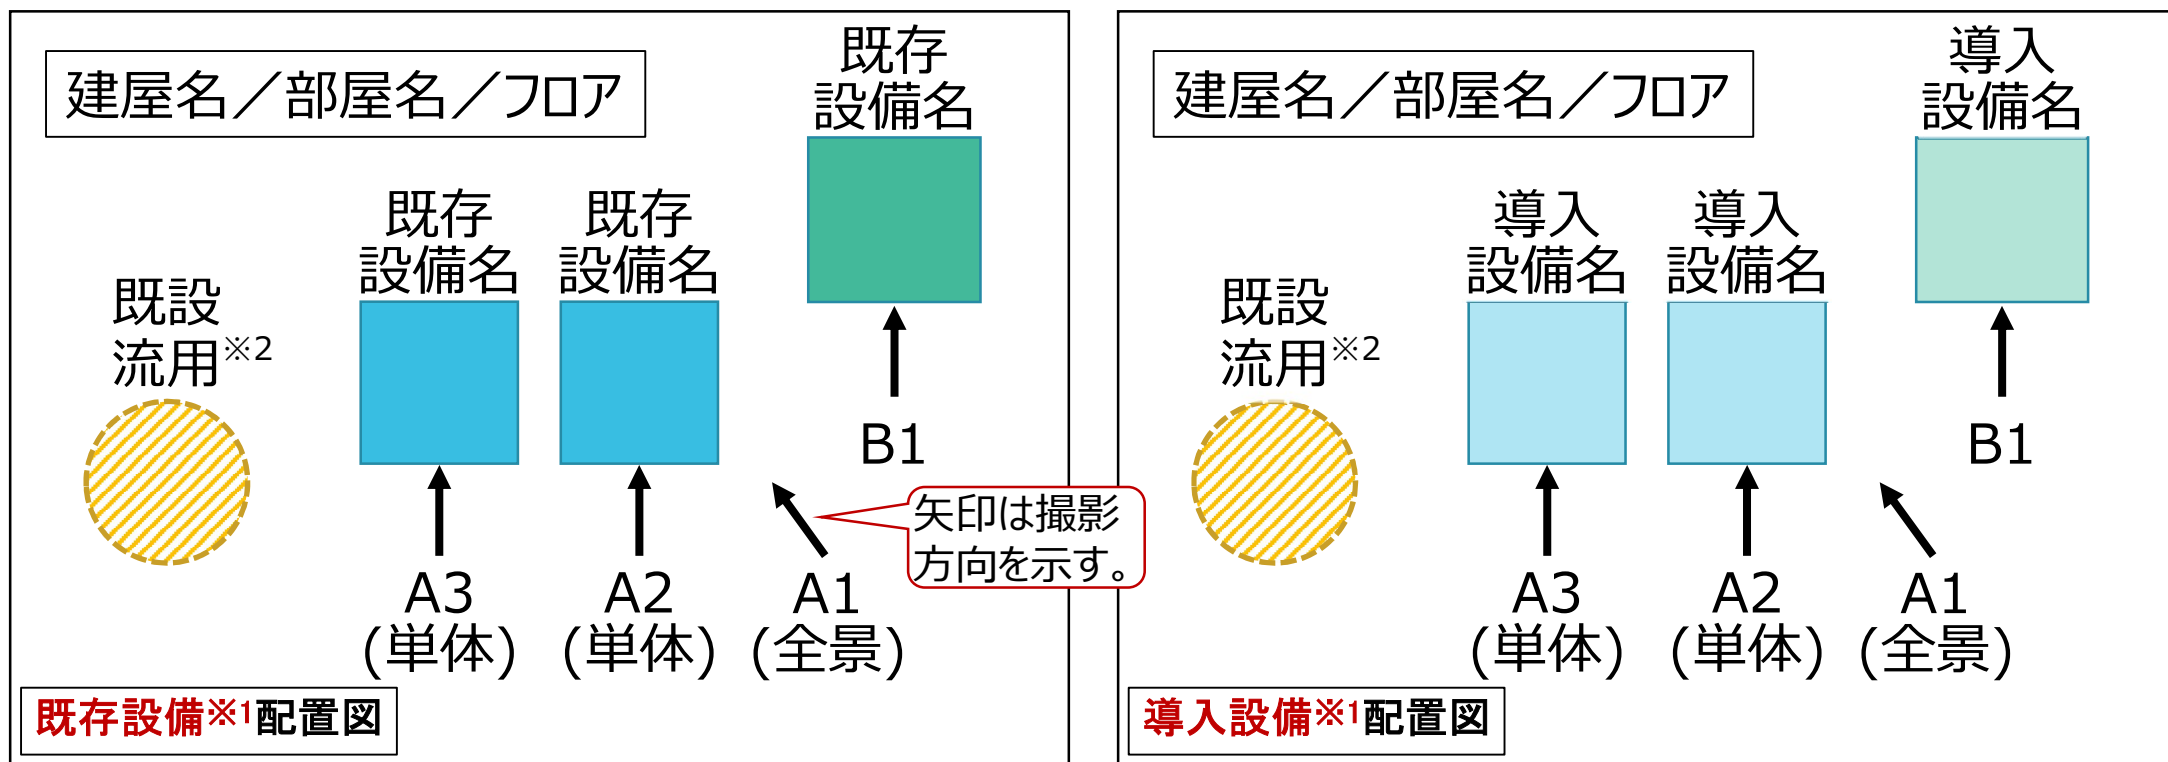 建屋名／部屋名／フロア
既存
設備名
既存
設備名
既存
設備名
既設
流用※2
B1
矢印は撮影
方向を示す。
A3
(単体)
A2
(単体)
A1
(全景)
既存設備※1配置図
建屋名／部屋名／フロア
導入
設備名
導入
設備名
導入
設備名
既設
流用※2
B1
A3
(単体)
A2
(単体)
A1
(全景)
導入設備※1配置図